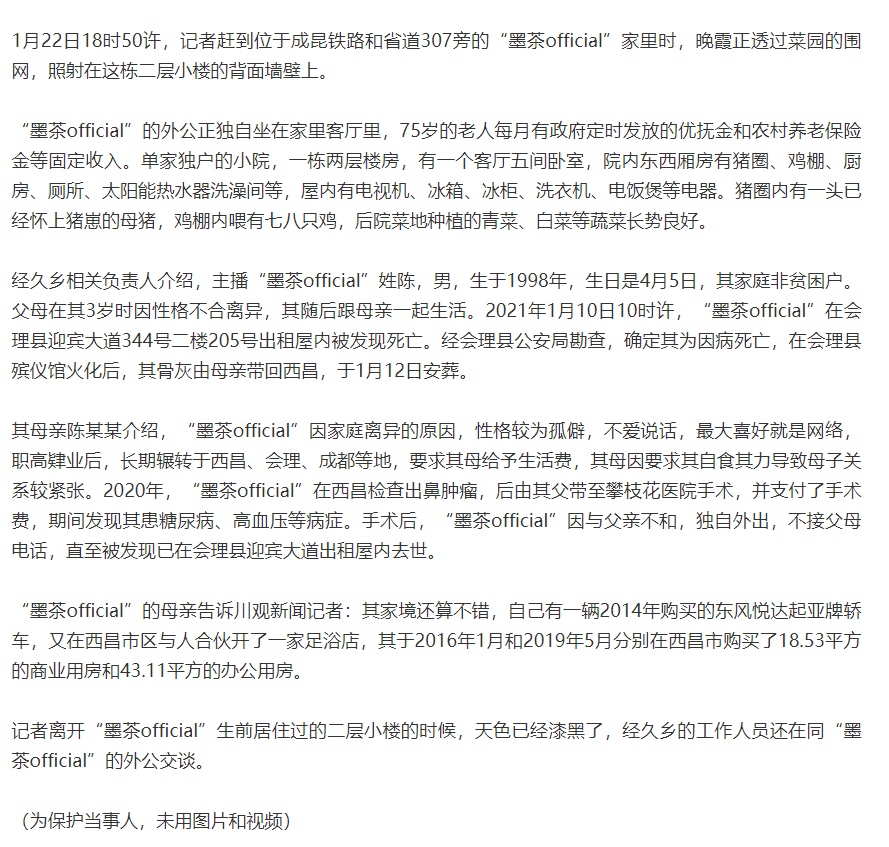 1月22日18时50许，记者赶到位于成昆铁路和省道307旁的“墨茶official”家里时，晚霞正透过菜园的围
网，照射在这栋二层小楼的背面墙壁上。
“墨茶official”的外公正独自坐在家里客厅里，75岁的老人每月有政府定时发放的优抚金和农村养老保险
金等固定收入。单家独户的小院，一栋两层楼房，有一个客厅五间卧室，院内东西厢房有猪圈、鸡棚、厨
房、厕所、太阳能热水器洗澡间等，屋内有电视机、冰箱、冰柜、洗衣机、电饭煲等电器。猪圈内有一头已
经怀上猪崽的母猪，鸡棚内喂有七八只鸡，后院菜地种植的青菜、白菜等蔬菜长势良好。
经久乡相关负责人介绍，主播“墨茶official”姓陈，男，生于1998年，生日是4月5日，其家庭非贫困户。
父母在其3岁时因性格不合离异，其随后跟母亲一起生活。2021年1月10日10时许，“墨茶official”在会
理县迎宾大道344号二楼205号出租屋内被发现死亡。经会理县公安局勘查，确定其为因病死亡，在会理县
殡仪馆火化后，其骨灰由母亲带回西昌，于1月12日安葬。
其母亲陈某某介绍，“墨茶official”因家庭离异的原因，性格较为孤僻，不爱说话，最大喜好就是网络，
职高肄业后，长期辗转于西昌、会理、成都等地，要求其母给予生活费，其母因要求其自食其力导致母子关
系较紧张。2020年，“墨茶official”在西昌检查出鼻肿瘤，后由其父带至攀枝花医院手术，并支付了手术
费，期间发现其患糖尿病、高血压等病症。手术后，“墨茶official”因与父亲不和，独自外出，不接父母
电话，直至被发现已在会理县迎宾大道出租屋内去世。
“墨茶official”的母亲告诉川观新闻记者：其家境还算不错，自己有一辆2014年购买的东风悦达起亚牌轿
车，又在西昌市区与人合伙开了一家足浴店，其于2016年1月和2019年5月分别在西昌市购买了18.53平方
的商业用房和43.11平方的办公用房。
记者离开“墨茶official”生前居住过的二层小楼的时候，天色已经漆黑了，经久乡的工作人员还在同“墨
茶official”的外公交谈。
（为保护当事人，未用图片和视频）